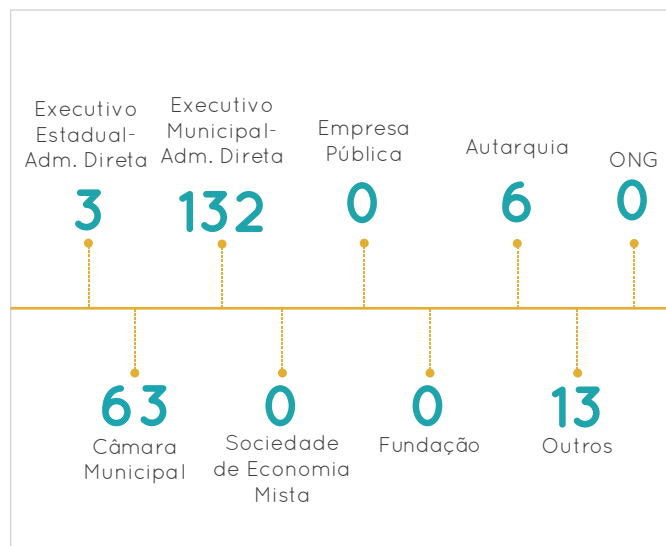 Executivo
Estadual-
Adm. Direta
3
Executivo
Municipal-
Adm. Direta
132
Empresa
Pública
0
Autarquia
6
ONG
0
63
Câmara
Municipal
0
Sociedade
de Economia
Mista
0
Fundação
13
Outros